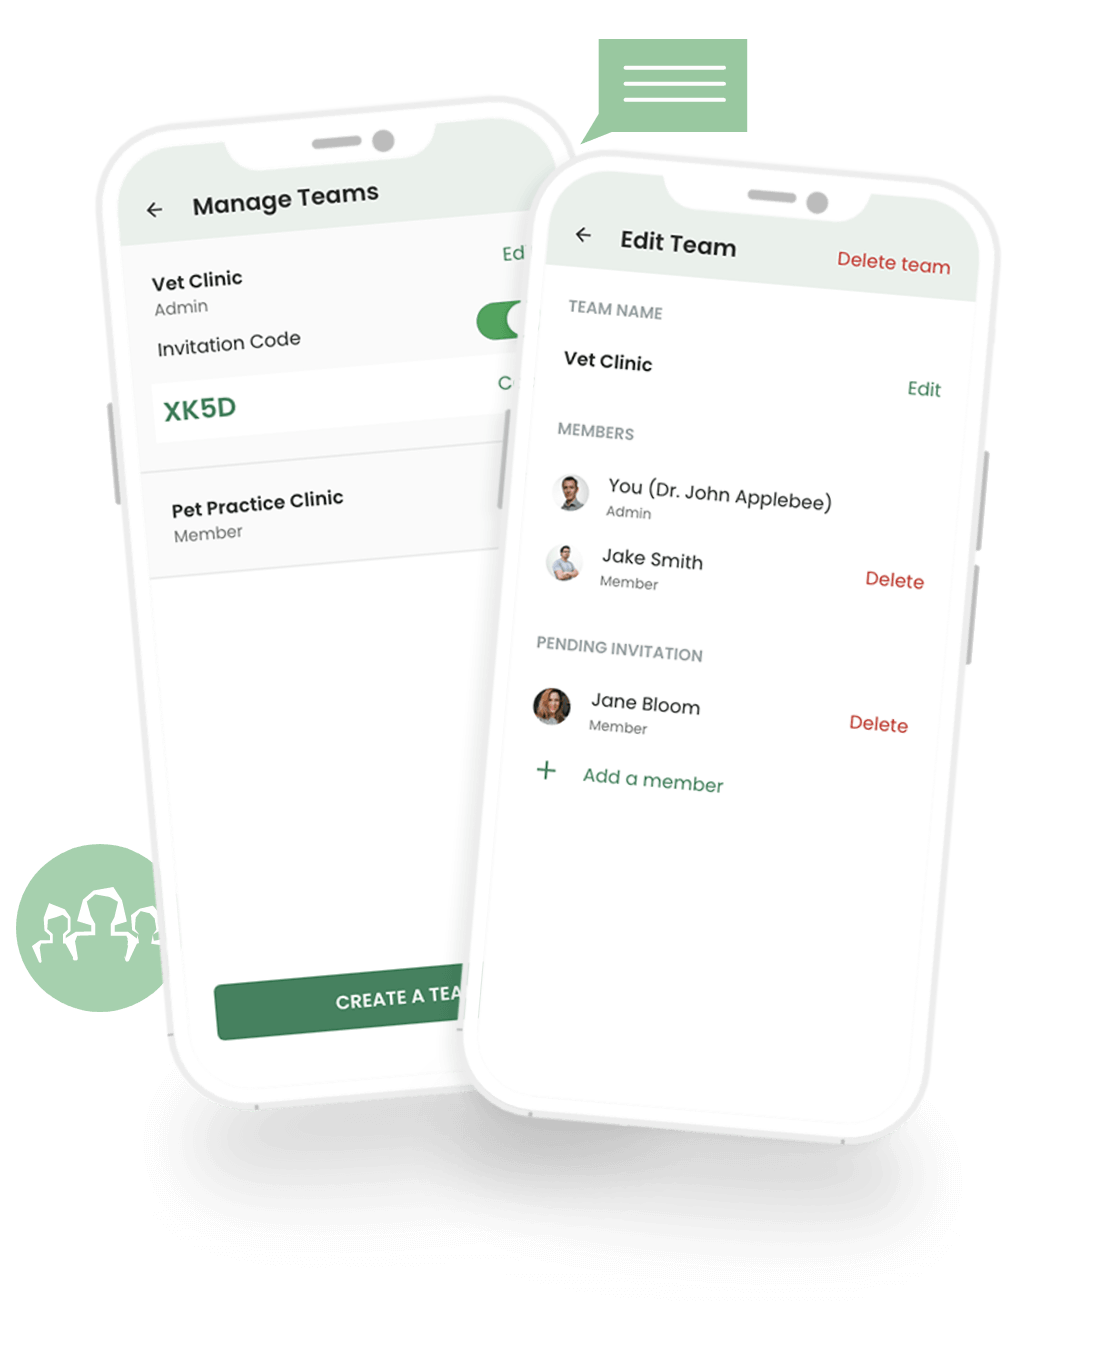 Manage Teams
Vet Clinic
Admin
Invitation Code
XK5D
Pet Practice Clinic
Member
CREATE A
Edit Team
Delete team
TEAM NAME
Vet Clinic
Edit
MEMBERS
You (Dr. John Applebee)
Admin
Jake Smith
Member
Delete
PENDING INVITATION
Jane Bloom
Member
Delete
Add a member